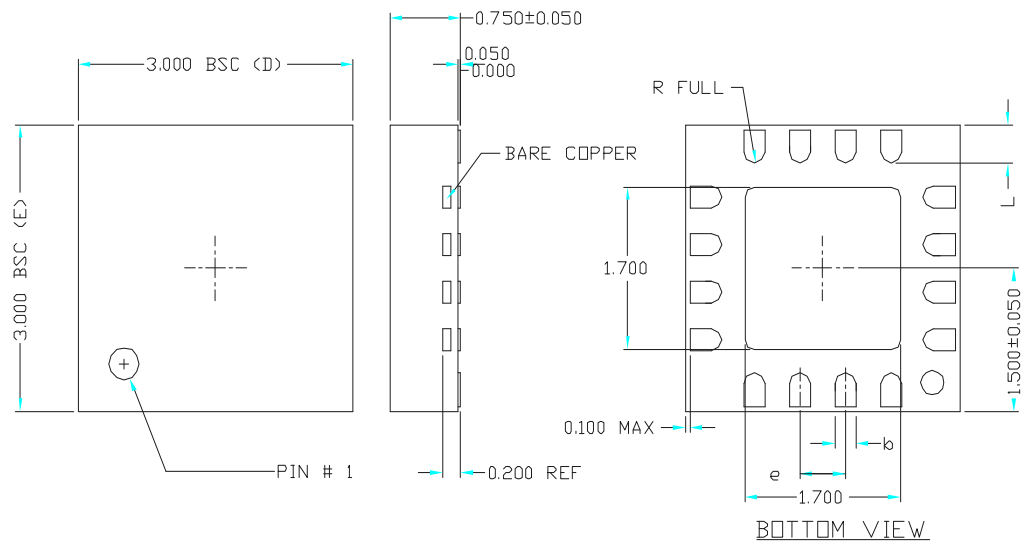 0.750±0.050
0.050
0.000
3.000 BSC (D)
R FULL
BARE COPPER
L
3.000 BSC (E)
1.700
1.500±0.050
0.100 MAX
b
e
PIN # 1
0.200 REF
1.700
BOTTOM VIEW